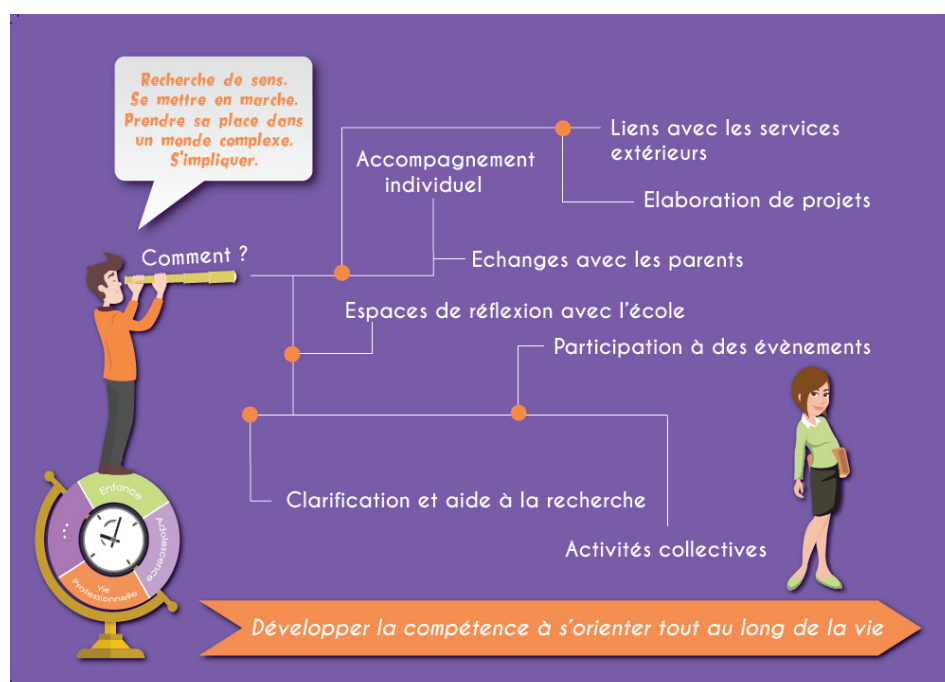 Recherche de sens.
Se mettre en marche.
Prendre sa place dans
un monde complexe.
S'impliquer.
Comment ?
Liens avec les services
extérieurs
Accompagnement
individuel
Elaboration de projets
Echanges avec les parents
Espaces de réflexion avec l'école
Participation à des évènements
Clarification et aide à la recherche
Activités collectives
Enfance
Adolescence
Vie
Professionnelle
...
Développer la compétence à s'orienter tout au long de la vie